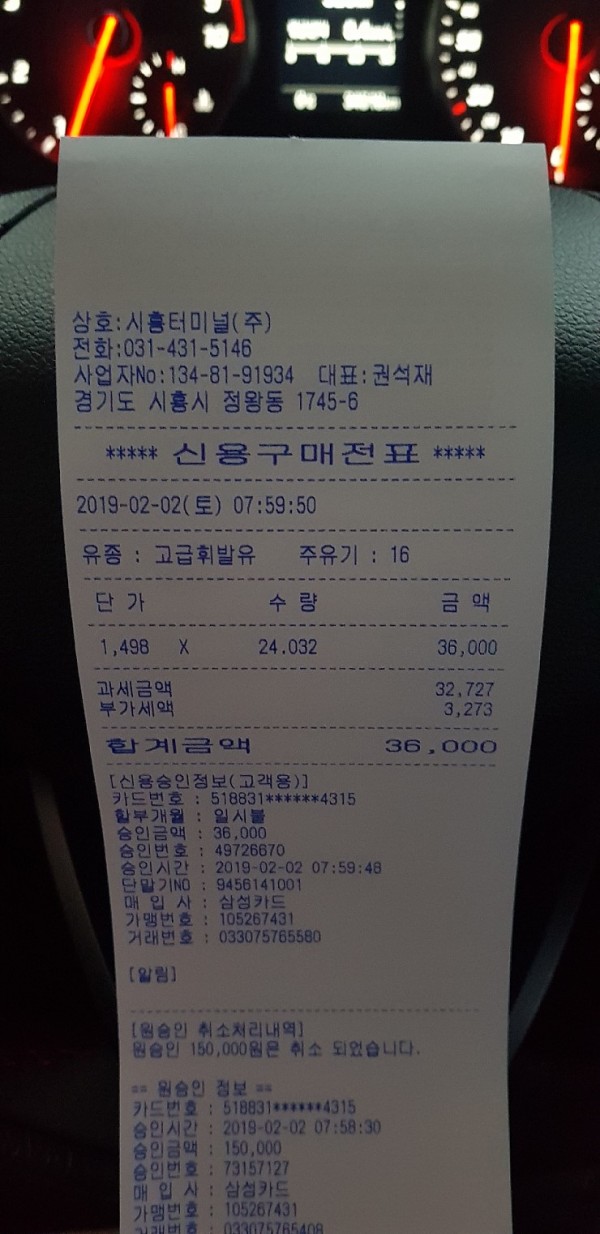 10
2
상호:시흥터미널(주)
전화:031-431-5146
사업자No:134-81-91934 대표:권석재
경기도 시흥시 정왕동 1745-6
***** 신용구매전표 *****
2019-02-02(토) 07:59:50
유종 : 고급휘발유 주유기 : 16
단 가 수 량 금 액
1,498 X 24.032 36,000
과세금액 32,727
부가세액 3,273
합계금액 36,000
[신용승인정보(고객용)]
카드번호 : 518831******4315
할부개월 : 일시불
승인금액 : 36,000
승인번호 : 49726670
승인시간 : 2019-02-02 07:59:48
단말기NO : 9456141001
매 입 사 : 삼성카드
가맹번호 : 105267431
거래번호 : 033075765580
[알림]
[원승인 취소처리내역]
원승인 150,000원은 취소 되었습니다.
== 원승인 정보 ==
카드번호 : 518831******4315
승인시간 : 2019-02-02 07:58:30
승인금액 : 150,000
승인번호 : 73157127
매 입 사 : 삼성카드
가맹번호 : 105267431
거래번호 : 033075765408